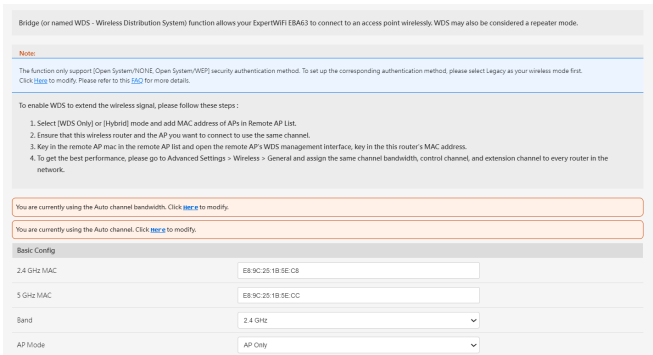 Bridge (or named WDS - Wireless Distribution System) function allows your ExpertWiFi EBA63 to connect to an access point wirelessly. WDS may also be considered a repeater mode.
Note:
The function only support [Open System/NONE, Open System/WEP] security authentication method. To set up the corresponding authentication method, please select Legacy as your wireless mode first.
Click Here to modify. Please refer to this FAQ for more details.
To enable WDS to extend the wireless signal, please follow these steps :
1. Select [WDS Only] or [Hybrid] mode and add MAC address of APs in Remote AP List.
2. Ensure that this wireless router and the AP you want to connect to use the same channel.
3. Key in the remote AP mac in the remote AP list and open the remote AP's WDS management interface, key in the this router's MAC address.
4. To get the best performance, please go to Advanced Settings > Wireless > General and assign the same channel bandwidth, control channel, and extension channel to every router in the
network.
You are currently using the Auto channel bandwidth. Click Here to modify.
You are currently using the Auto channel. Click Here to modify.
Basic Config
2.4 GHz MAC E8:9C:25:1B:5E:C8
5 GHz MAC E8:9C:25:1B:5E:CC
Band 2.4 GHz
AP Mode AP Only